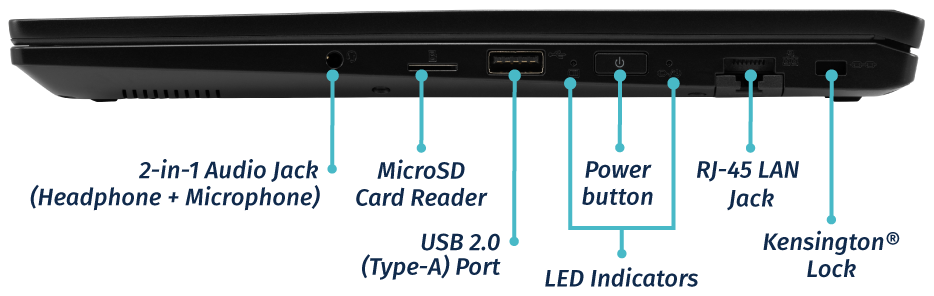 2-in-1 Audio Jack
(Headphone + Microphone)
MicroSD
Card Reader
USB 2.0
(Type-A) Port
Power
button
LED Indicators
RJ-45 LAN
Jack
Kensington®
Lock